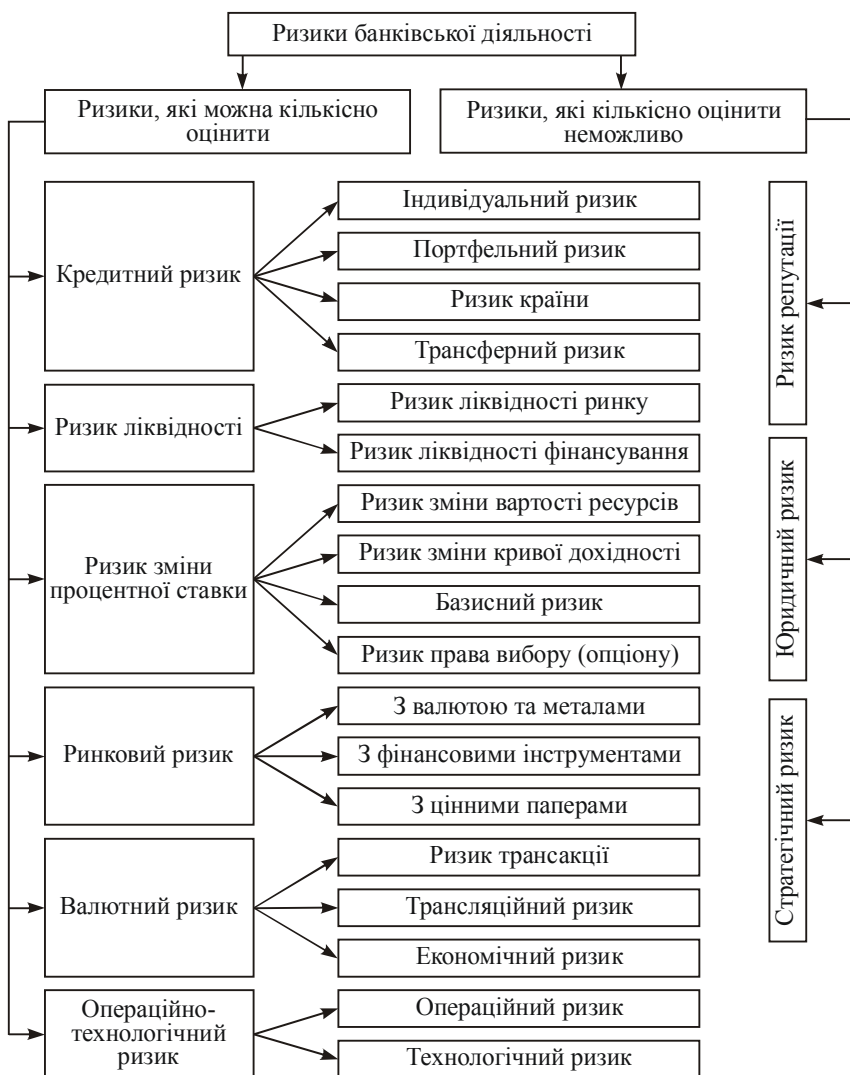 Ризики банківської діяльності
Ризики, які можна кількісно
оцінити
Ризики, які кількісно оцінити
неможливо
Кредитний ризик
Індивідуальний ризик
Портфельний ризик
Ризик країни
Трансферний ризик
Ризик ліквідності
Ризик ліквідності ринку
Ризик ліквідності фінансування
Ризик зміни
процентної ставки
Ризик зміни вартості ресурсів
Ризик зміни кривої дохідності
Базисний ризик
Ризик права вибору (опціону)
Ринковий ризик
З валютою та металами
З фінансовими інструментами
З цінними паперами
Валютний ризик
Ризик трансакції
Трансляційний ризик
Економічний ризик
Операційно-
технологічний
ризик
Операційний ризик
Технологічний ризик
Ризик репутації
Юридичний ризик
Стратегічний ризик